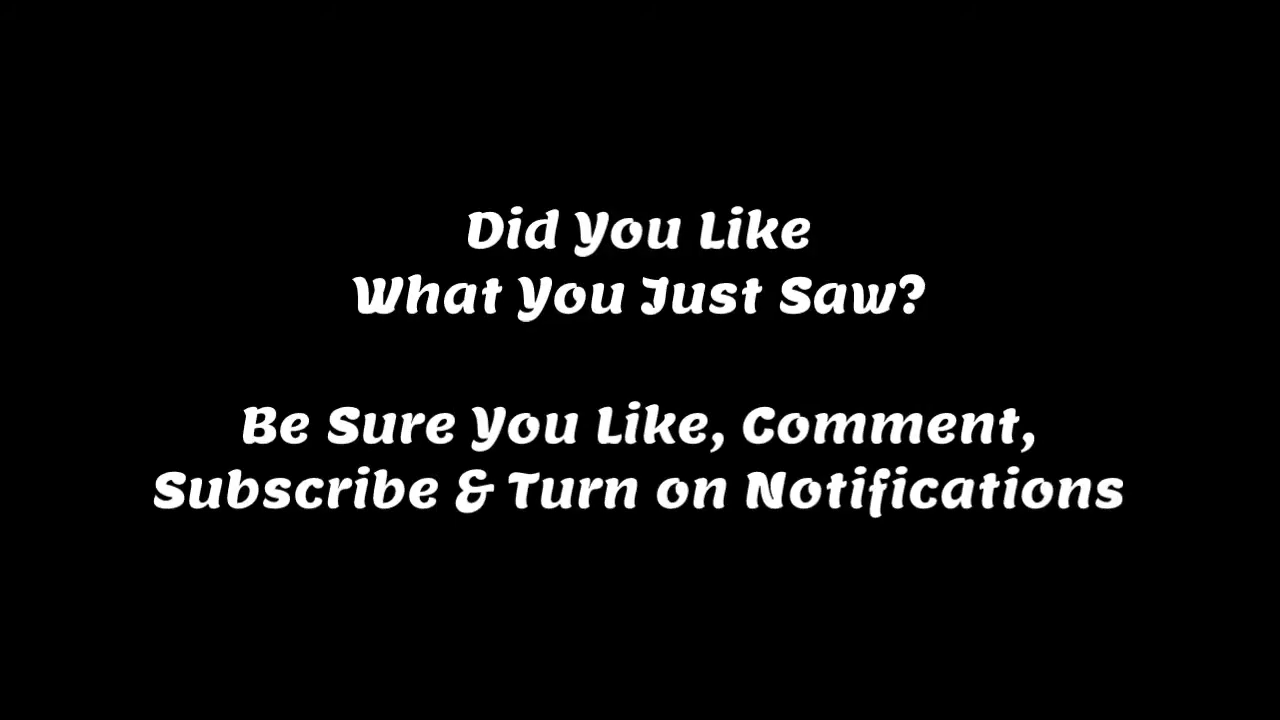 Did You Like
What You Just Saw?
Be Sure You Like, Comment,
Subscribe & Turn on Notifications